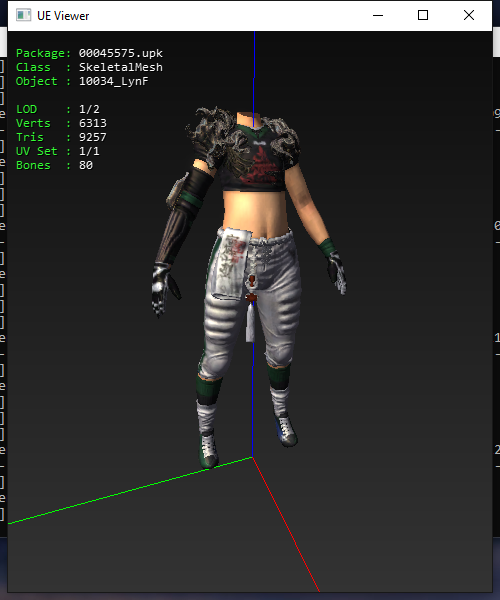 UE Viewer
Package: 00045575.upk
Class : SkeletalMesh
Object : 10034_LynF
LOD : 1/2
Verts : 6313
Tris : 9257
UV Set : 1/1
Bones : 80